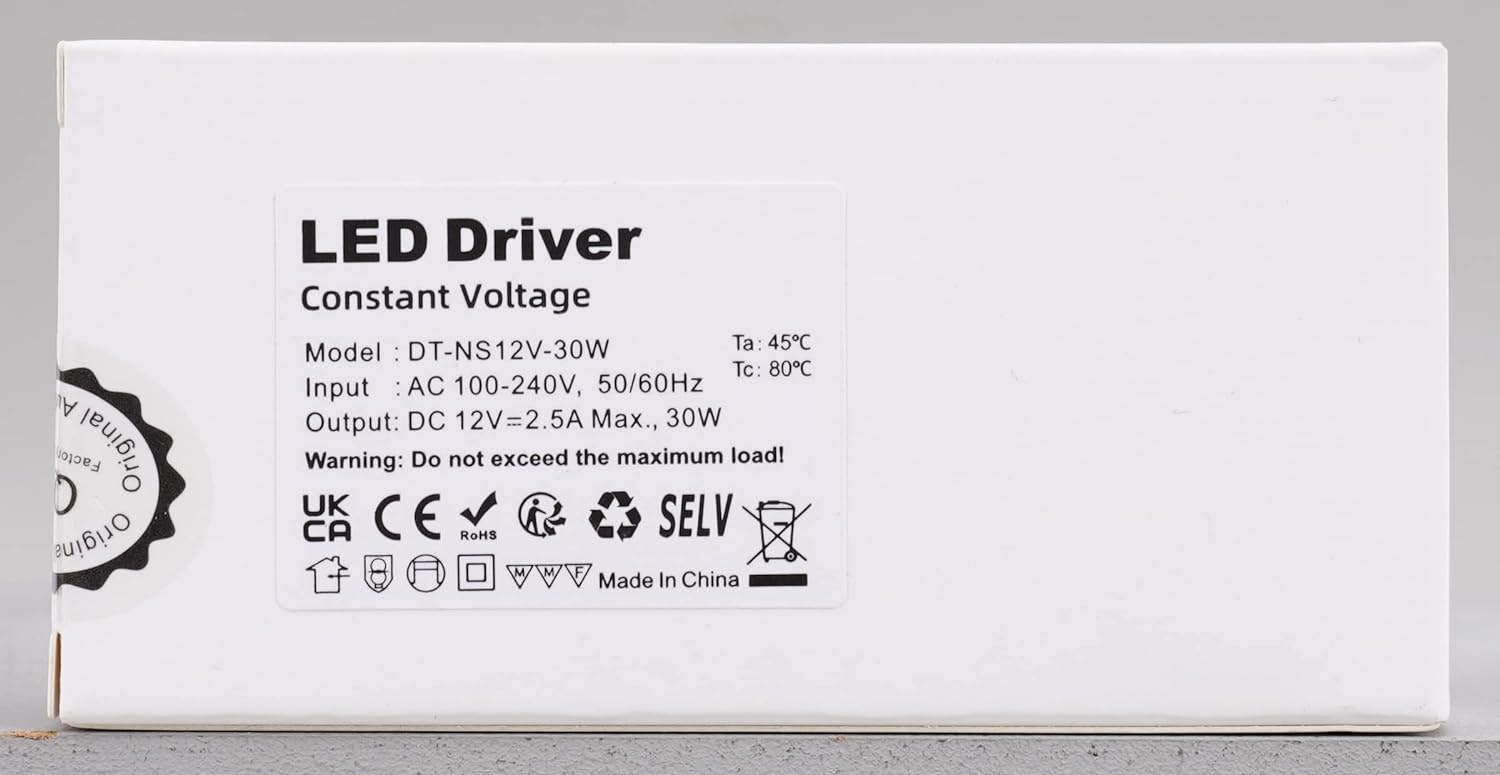 LED Driver
Constant Voltage
Model : DT-NS12V-30W
Ta: 45℃
Input : AC 100-240V, 50/60Hz
Tc: 80℃
Output: DC 12V=2.5A Max., 30W
Warning: Do not exceed the maximum load!
UK
CA
CE
RoHS
SELV
M M F
Made In China
Original
Factor
Q
Origina